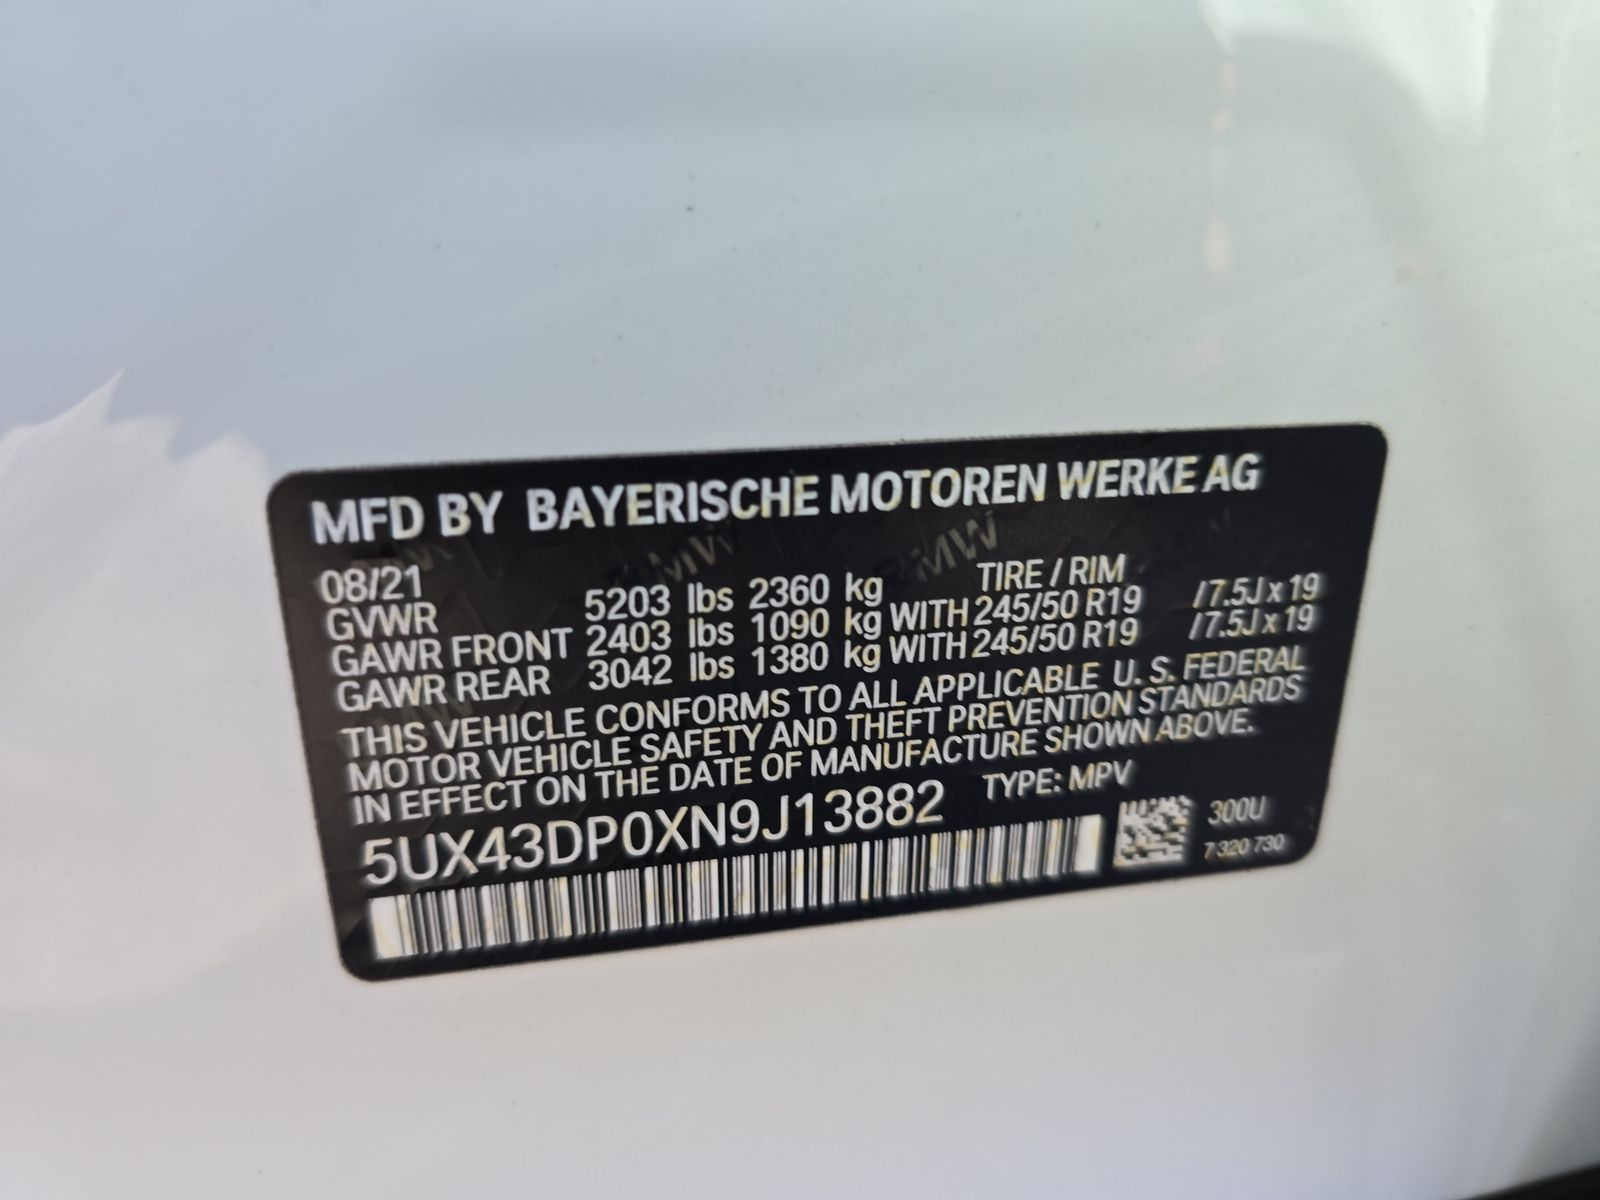 MFD BY BAYERISCHE MOTOREN WERKE AG
08/21 TIRE / RIM
GVWR 5203 lbs 2360 kg
GAWR FRONT 2403 lbs 1090 kg WITH 245/50 R19 /7.5J x 19
GAWR REAR 3042 lbs 1380 kg WITH 245/50 R19 /7.5J x 19
THIS VEHICLE CONFORMS TO ALL APPLICABLE U. S. FEDERAL
MOTOR VEHICLE SAFETY AND THEFT PREVENTION STANDARDS
IN EFFECT ON THE DATE OF MANUFACTURE SHOWN ABOVE.
5UX43DP0XN9J13882 TYPE: MPV
300U
7 320 730